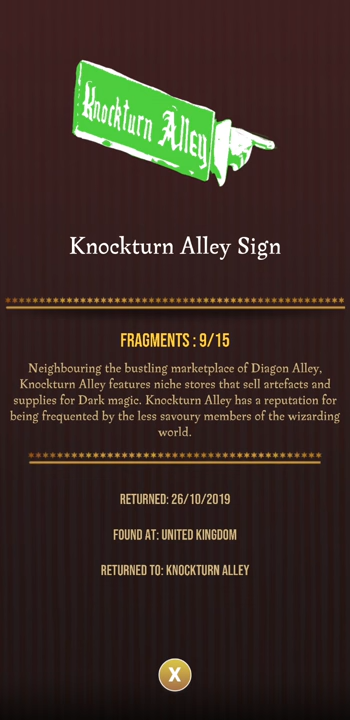 Knockturn Alley
Knockturn Alley Sign
FRAGMENTS : 9/15
Neighbouring the bustling marketplace of Diagon Alley,
Knockturn Alley features niche stores that sell artefacts and
supplies for Dark magic. Knockturn Alley has a reputation for
being frequented by the less savoury members of the wizarding
world.
RETURNED: 26/10/2019
FOUND AT: UNITED KINGDOM
RETURNED TO: KNOCKTURN ALLEY
X